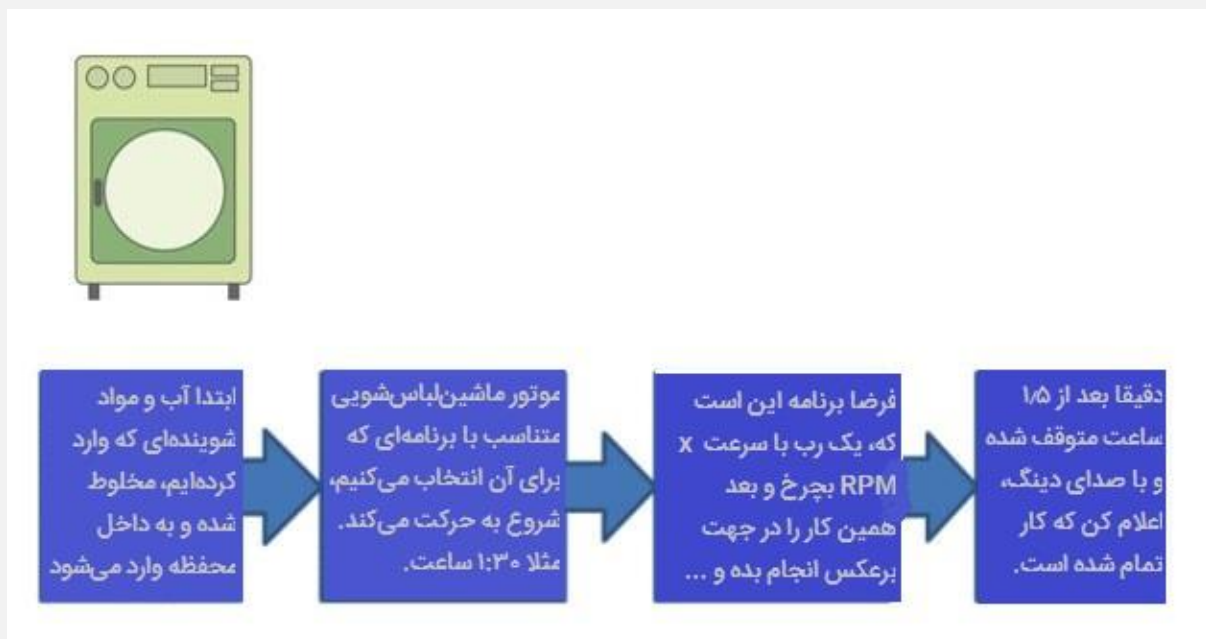 ابتدا آب و مواد
شوینده‌ای که وارد
کرده‌ایم، مخلوط
شده و به داخل
محفظه وارد می‌شود
موتور ماشین‌لباس‌شویی
متناسب با برنامه‌ای که
برای آن انتخاب می‌کنیم،
شروع به حرکت می‌کند.
مثلا ۱:۳۰ ساعت.
فرضا برنامه این است
که، یک رب با سرعت x
RPM بچرخ و بعد
همین کار را در جهت
برعکس انجام بده و ...
دقیقا بعد از ۱/۵
ساعت متوقف شده
و با صدای دینگ،
اعلام کن که کار
تمام شده است.